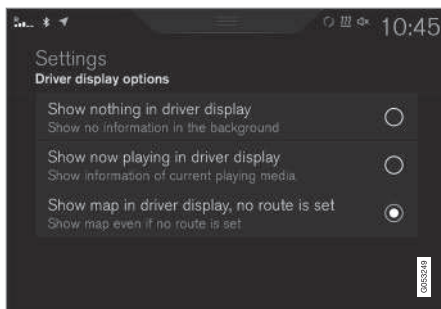 10:45
Settings
Driver display options
Show nothing in driver display
Show no information in the background
Show now playing in driver display
Show information of current playing media.
Show map in driver display, no route is set
Show map even if no route is set
G053249